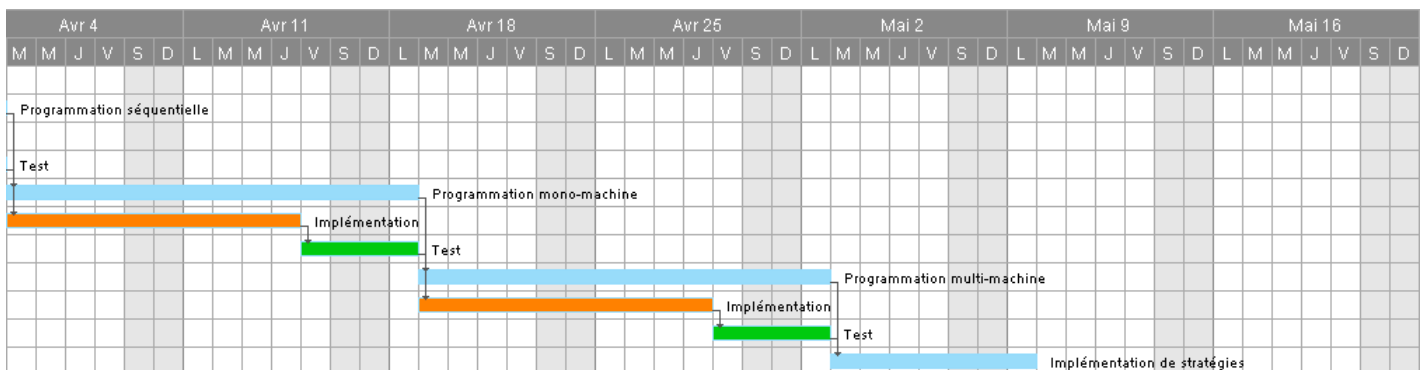 Avr 4 Avr 11 Avr 18 Avr 25 Mai 2 Mai 9 Mai 16
M M J V S D L M M J V S D L M M J V S D L M M J V S D L M M J V S D L M M J V S D L M M J V S D
Programmation séquentielle
Test
Programmation mono-machine
Implémentation
Test
Programmation multi-machine
Implémentation
Test
Implémentation de stratégies